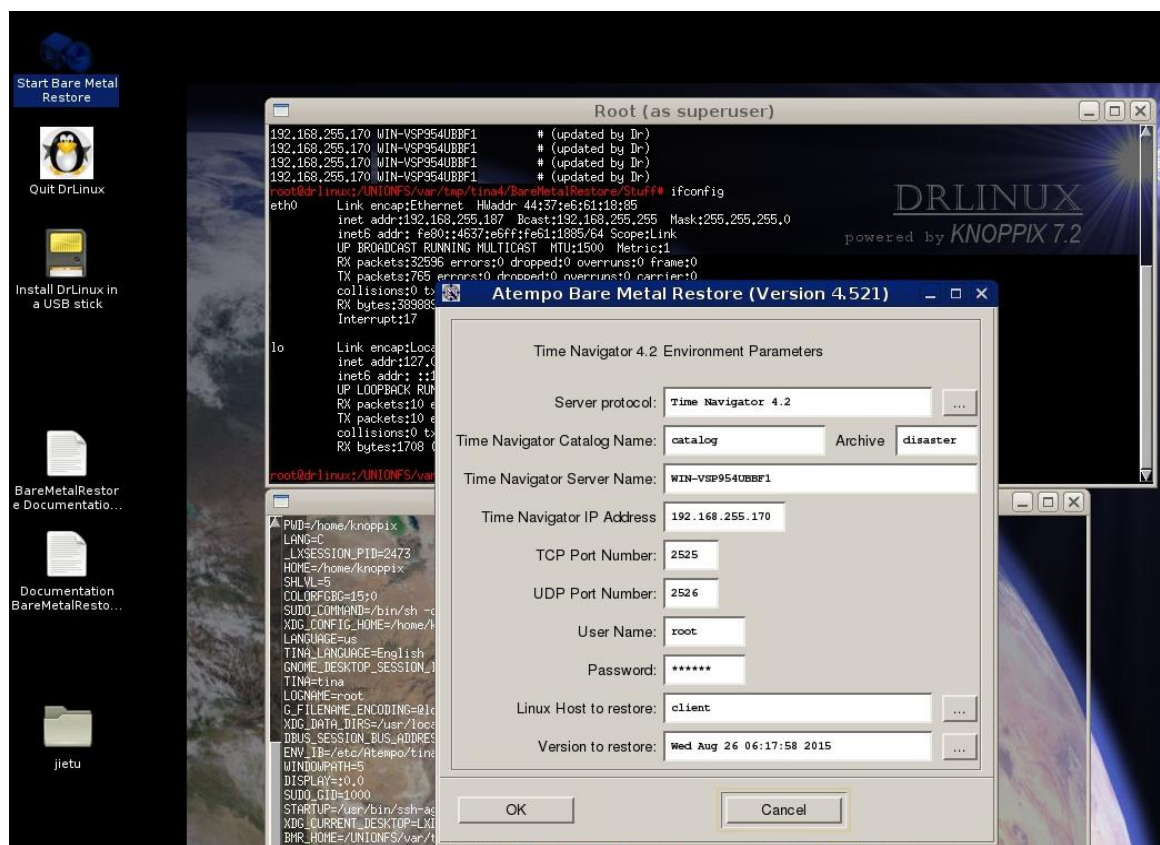 Start Bare Metal
Restore
Quit DrLinux
Install DrLinux in
a USB stick
BareMetalRestor
e Documentatio...
Documentation
BareMetalResto...
jietu
Root (as superuser)
192.168.255.170 WIN-VSP954UBBF1 # (updated by Dr)
192.168.255.170 WIN-VSP954UBBF1 # (updated by Dr)
192.168.255.170 WIN-VSP954UBBF1 # (updated by Dr)
192.168.255.170 WIN-VSP954UBBF1 # (updated by Dr)
root@drlinux:/UNIONFS/var/tmp/tina4/BareMetalRestore/Stuff# ifconfig
eth0 Link encap:Ethernet HWaddr 44:37:e6:61:18:85
inet addr:192.168.255.187 Bcast:192.168.255.255 Mask:255.255.255.0
inet6 addr: fe80::4637:e6ff:fe61:1885/64 Scope:Link
UP BROADCAST RUNNING MULTICAST MTU:1500 Metric:1
RX packets:32596 errors:0 dropped:0 overruns:0 frame:0
TX packets:765 errors:0 dropped:0 overruns:0 carrier:0
collisions:0 t
RX bytes:38988
Interrupt:17
lo Link encap:Loca
inet addr:127.
inet6 addr: ::1
UP LOOPBACK RUN
RX packets:10 e
TX packets:10 e
collisions:0 t
RX bytes:1708
root@drlinux:/UNIONFS/var
DRLINUX
powered by KNOPPIX 7.2
PWD=/home/knoppix
LANG=C
_LXSESSION_PID=2473
HOME=/home/knoppix
SHLVL=5
COLORFGBG=15;0
SUDO_COMMAND=/bin/sh -c
XDG_CONFIG_HOME=/home/k
LANGUAGE=us
TINA_LANGUAGE=English
GNOME_DESKTOP_SESSION_I
TINA=tina
LOGNAME=root
G_FILENAME_ENCODING=@lo
XDG_DATA_DIRS=/usr/loca
DBUS_SESSION_BUS_ADDRES
ENV_IB=/etc/Atempo/tina
WINDOWPATH=5
DISPLAY=:0.0
SUDO_GID=1000
STARTUP=/usr/bin/ssh-ag
XDG_CURRENT_DESKTOP=LX
BMR_HOME=/UNIONFS/var/t
Atempo Bare Metal Restore (Version 4.521)
Time Navigator 4.2 Environment Parameters
Server protocol: Time Navigator 4.2 ...
Time Navigator Catalog Name: catalog Archive disaster
Time Navigator Server Name: WIN-VSP954UBBF1
Time Navigator IP Address 192.168.255.170
TCP Port Number: 2525
UDP Port Number: 2526
User Name: root
Password: ******
Linux Host to restore: client ...
Version to restore: Wed Aug 26 06:17:58 2015 ...
OK Cancel